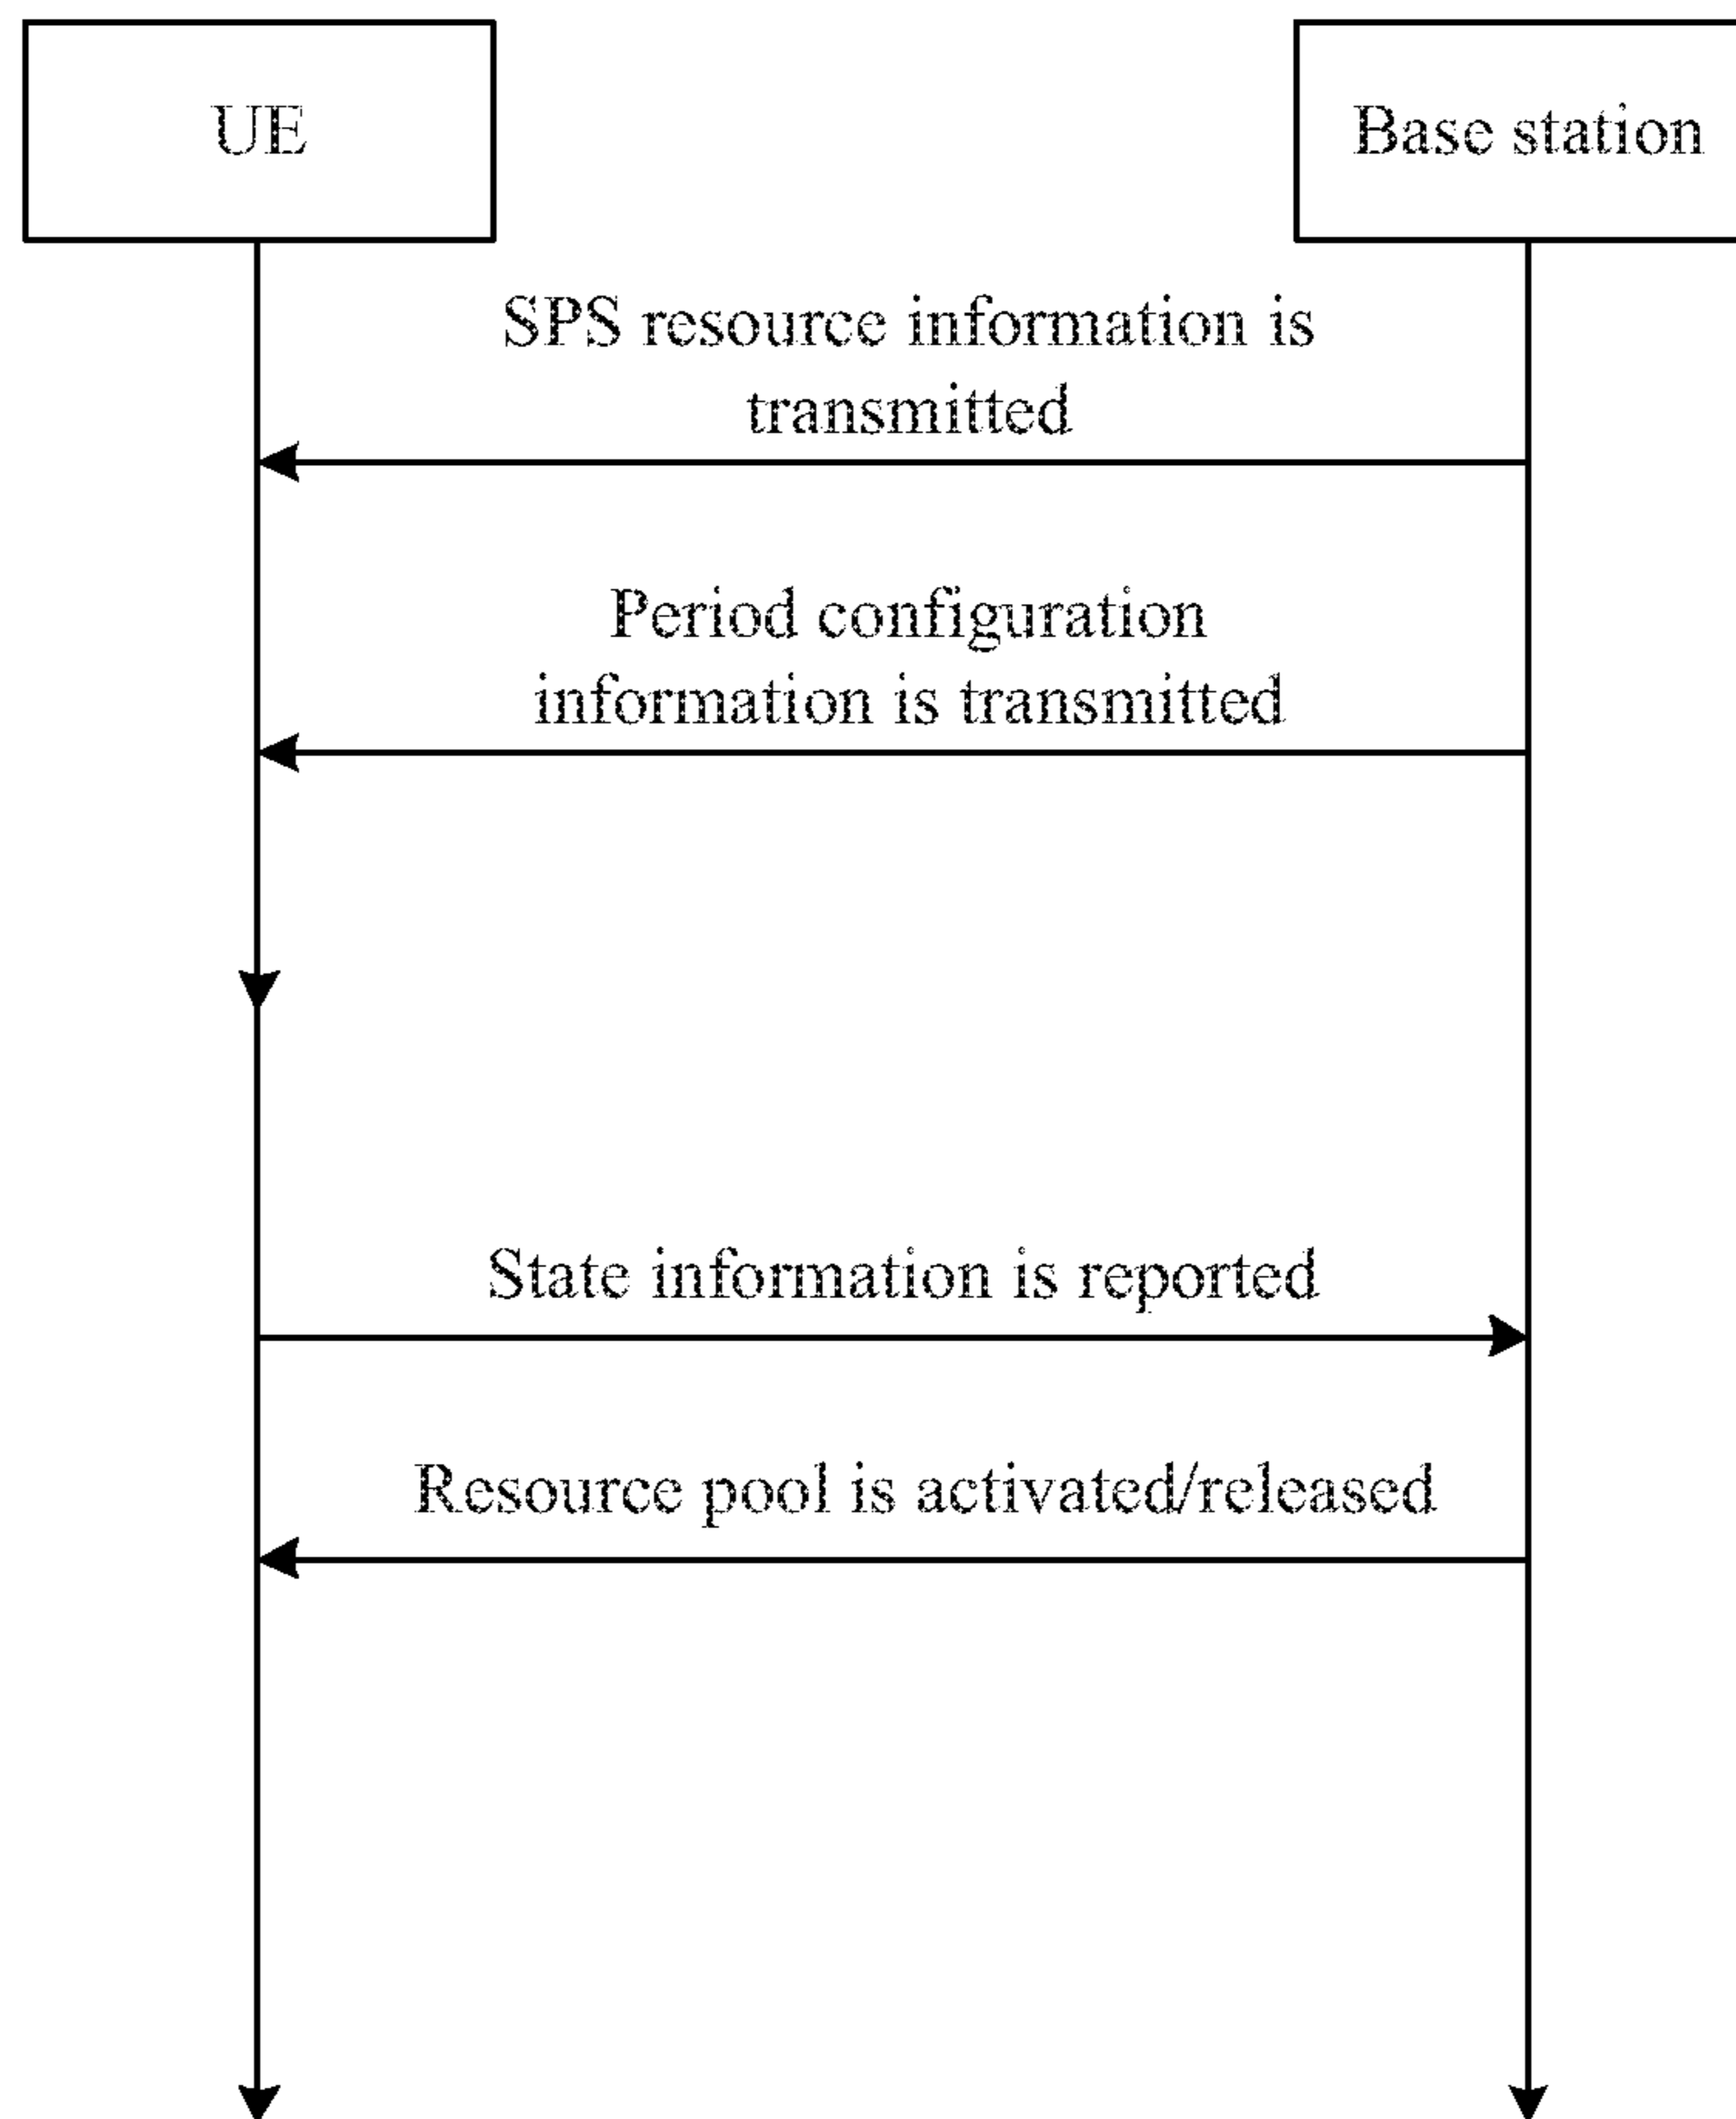 UE
Base station
SPS resource information is
transmitted
Period configuration
information is transmitted
State information is reported
Resource pool is activated/released